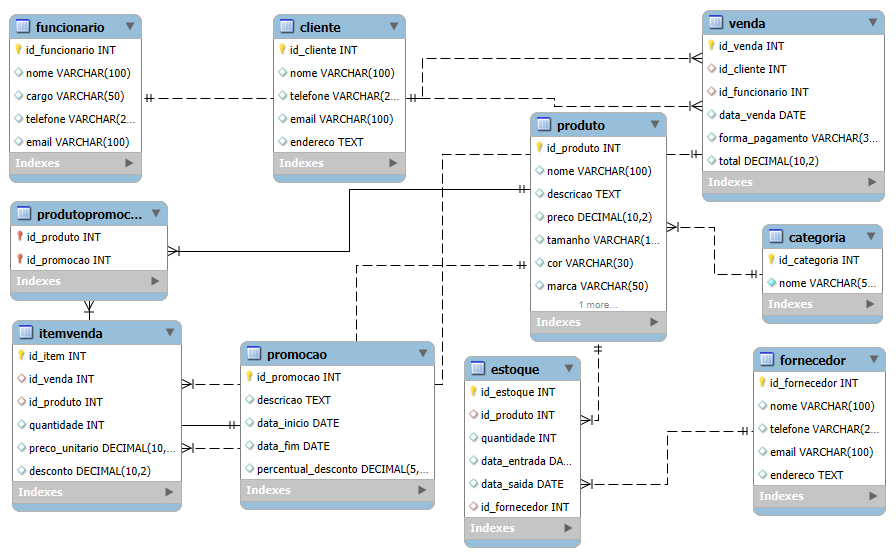 funcionario
id_funcionario INT
nome VARCHAR(100)
cargo VARCHAR(50)
telefone VARCHAR(2...
email VARCHAR(100)
Indexes
cliente
id_cliente INT
nome VARCHAR(100)
telefone VARCHAR(2...
email VARCHAR(100)
endereco TEXT
Indexes
venda
id_venda INT
id_cliente INT
id_funcionario INT
data_venda DATE
forma_pagamento VARCHAR(3...
total DECIMAL(10,2)
Indexes
produto
id_produto INT
nome VARCHAR(100)
descricao TEXT
preco DECIMAL(10,2)
tamanho VARCHAR(1...
cor VARCHAR(30)
marca VARCHAR(50)
1 more...
Indexes
produtopromoc...
id_produto INT
id_promocao INT
Indexes
categoria
id_categoria INT
nome VARCHAR(5...
Indexes
itemvenda
id_item INT
id_venda INT
id_produto INT
quantidade INT
preco_unitario DECIMAL(10,...
desconto DECIMAL(10,2)
Indexes
promocao
id_promocao INT
descricao TEXT
data_inicio DATE
data_fim DATE
percentual_desconto DECIMAL(5,...
Indexes
estoque
id_estoque INT
id_produto INT
quantidade INT
data_entrada DA...
data_saida DATE
id_fornecedor INT
Indexes
fornecedor
id_fornecedor INT
nome VARCHAR(100)
telefone VARCHAR(2...
email VARCHAR(100)
endereco TEXT
Indexes